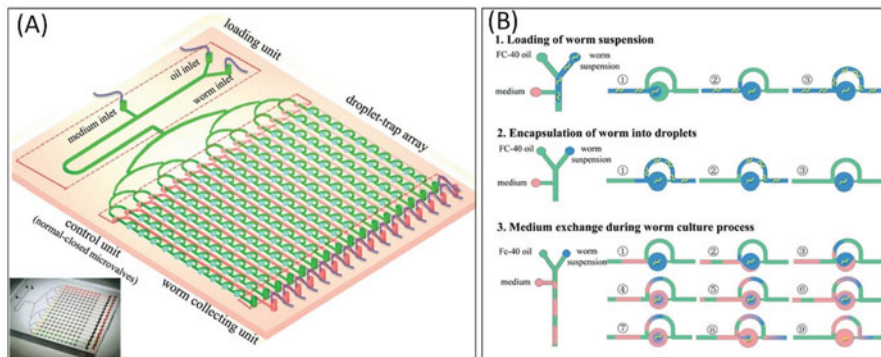 (A)
loading unit
oil inlet
worm inlet
medium inlet
droplet-trap array
control unit
(normal-closed microvalves)
worm collecting unit
(B)
1. Loading of worm suspension
FC-40 oil
worm
suspension
medium
① ② ③
2. Encapsulation of worm into droplets
FC-40 oil
worm
suspension
medium
① ② ③
3. Medium exchange during worm culture process
Fc-40 oil
worm
suspension
medium
① ② ③
④ ⑤ ⑥
⑦ ⑧ ⑨